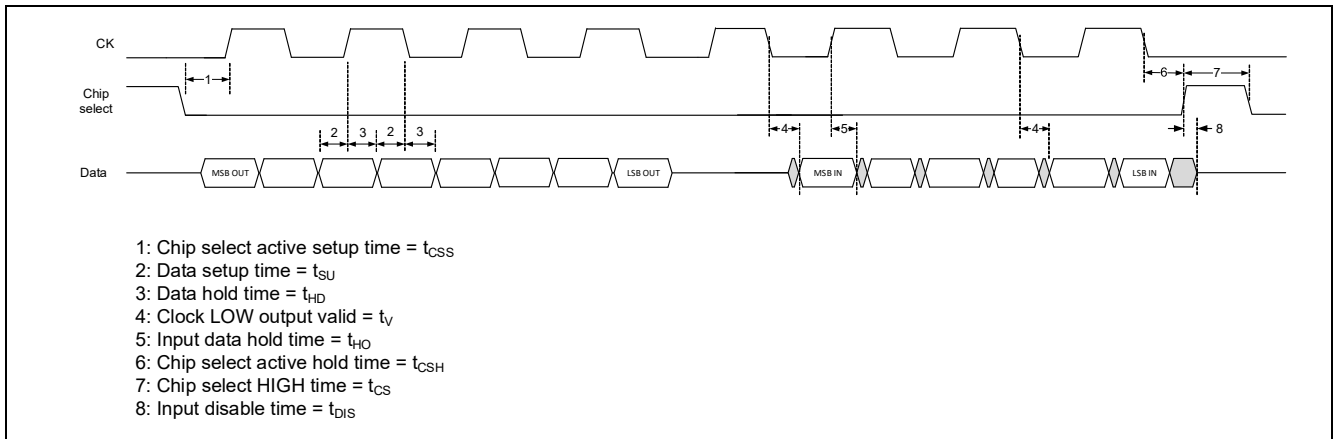 CK
1
6
7
Chip
select
2
3
2
3
4
5
4
8
Data
MSB OUT
LSB OUT
MSB IN
LSB IN
1: Chip select active setup time = tCSS
2: Data setup time = tSU
3: Data hold time = tHD
4: Clock LOW output valid = tV
5: Input data hold time = tHO
6: Chip select active hold time = tCSH
7: Chip select HIGH time = tCS
8: Input disable time = tDIS